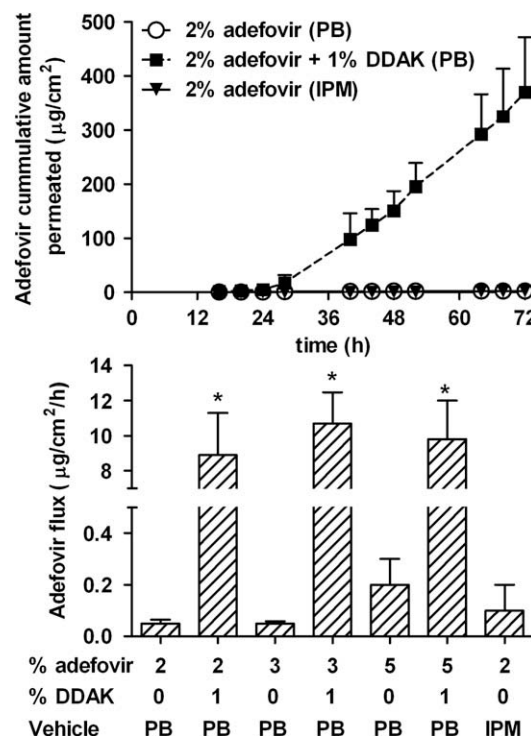 2% adefovir (PB)
2% adefovir + 1% DDAK (PB)
2% adefovir (IPM)
Adefovir cummulative amount
permeated (µg/cm²)
500
400
300
200
100
0
0 12 24 36 48 60 72
time (h)
Adefovir flux ( µg/cm²/h)
14
12
10
8
0.4
0.2
0.0
* * *
% adefovir 2 2 3 3 5 5 2
% DDAK 0 1 0 1 0 1 0
Vehicle PB PB PB PB PB PB IPM